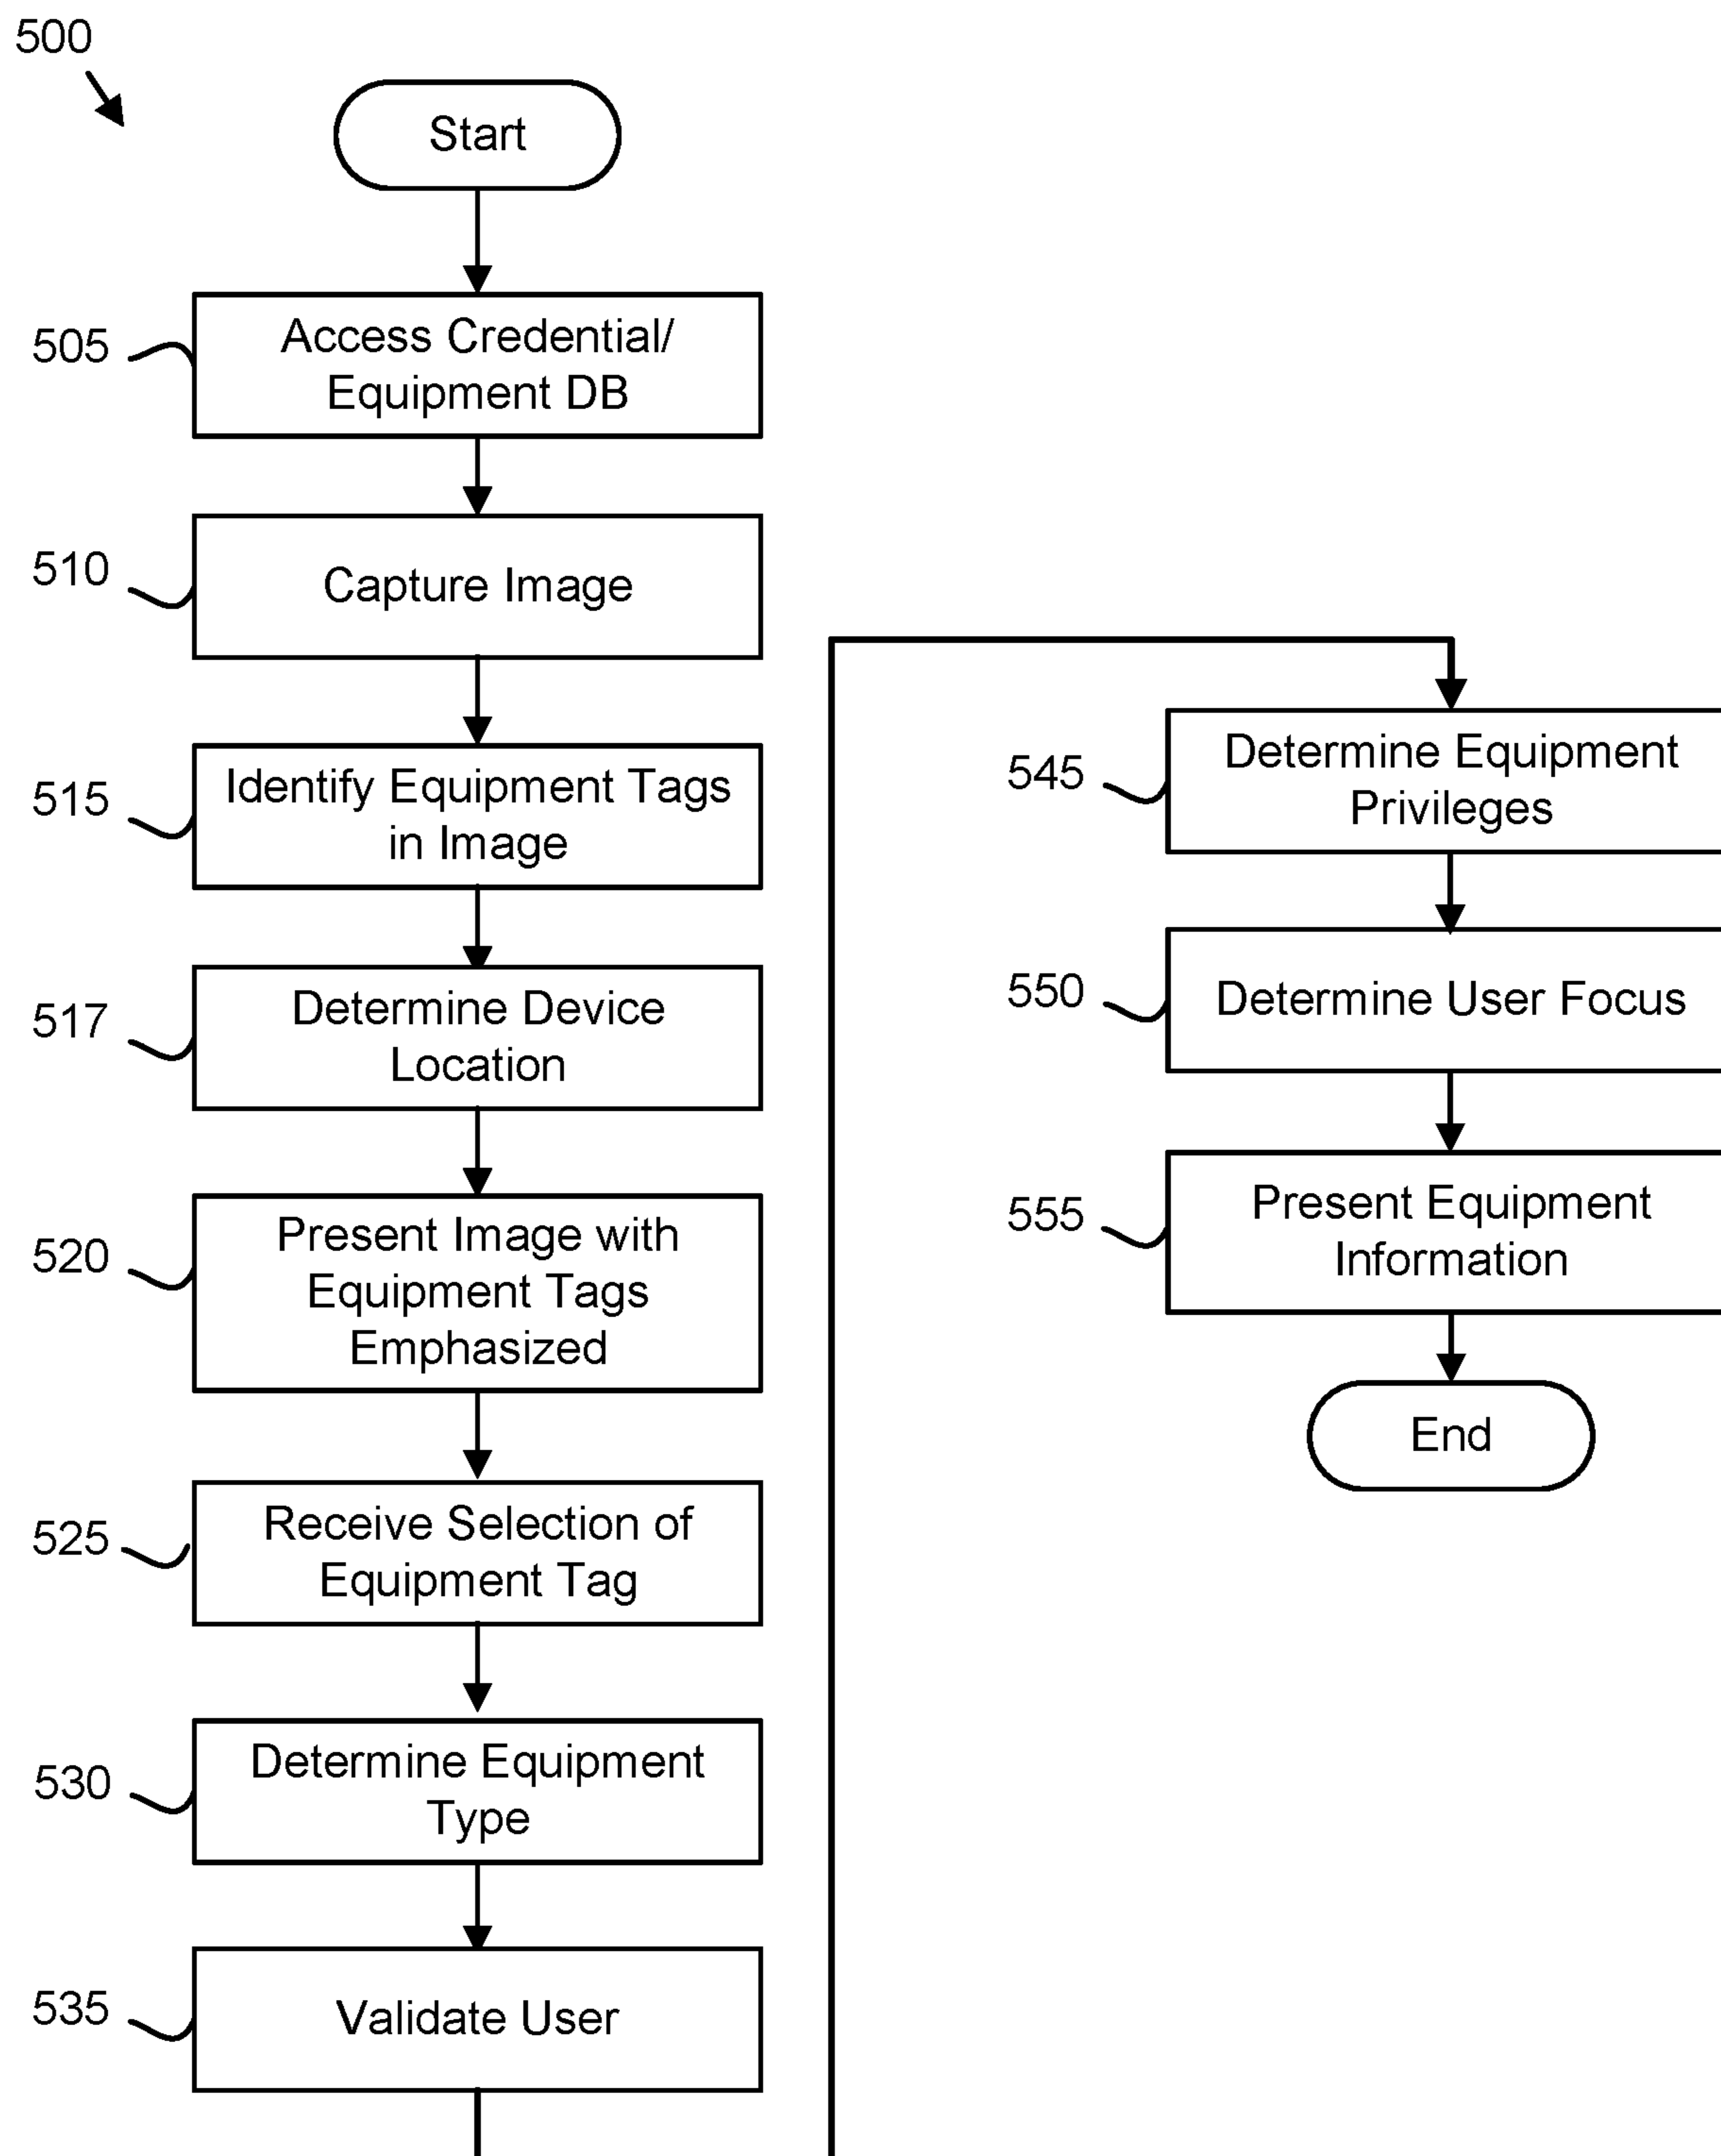 500
Start
505
Access Credential/
Equipment DB
510
Capture Image
515
Identify Equipment Tags
in Image
517
Determine Device
Location
520
Present Image with
Equipment Tags
Emphasized
525
Receive Selection of
Equipment Tag
530
Determine Equipment
Type
535
Validate User
545
Determine Equipment
Privileges
550
Determine User Focus
555
Present Equipment
Information
End